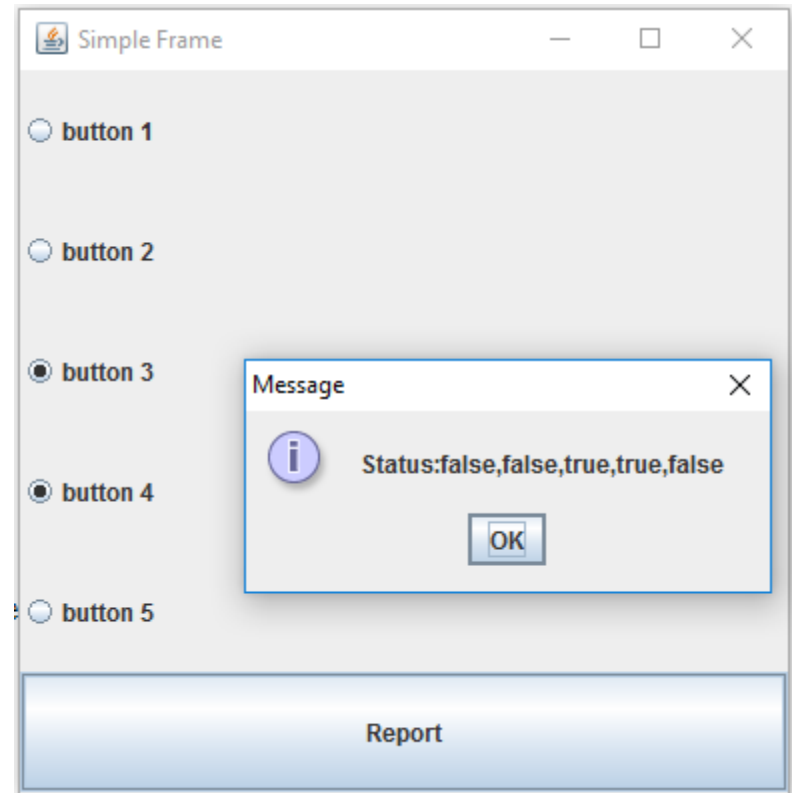 Simple Frame
button 1
button 2
button 3
Message
i
Status:false,false,true,true,false
button 4
OK
button 5
Report